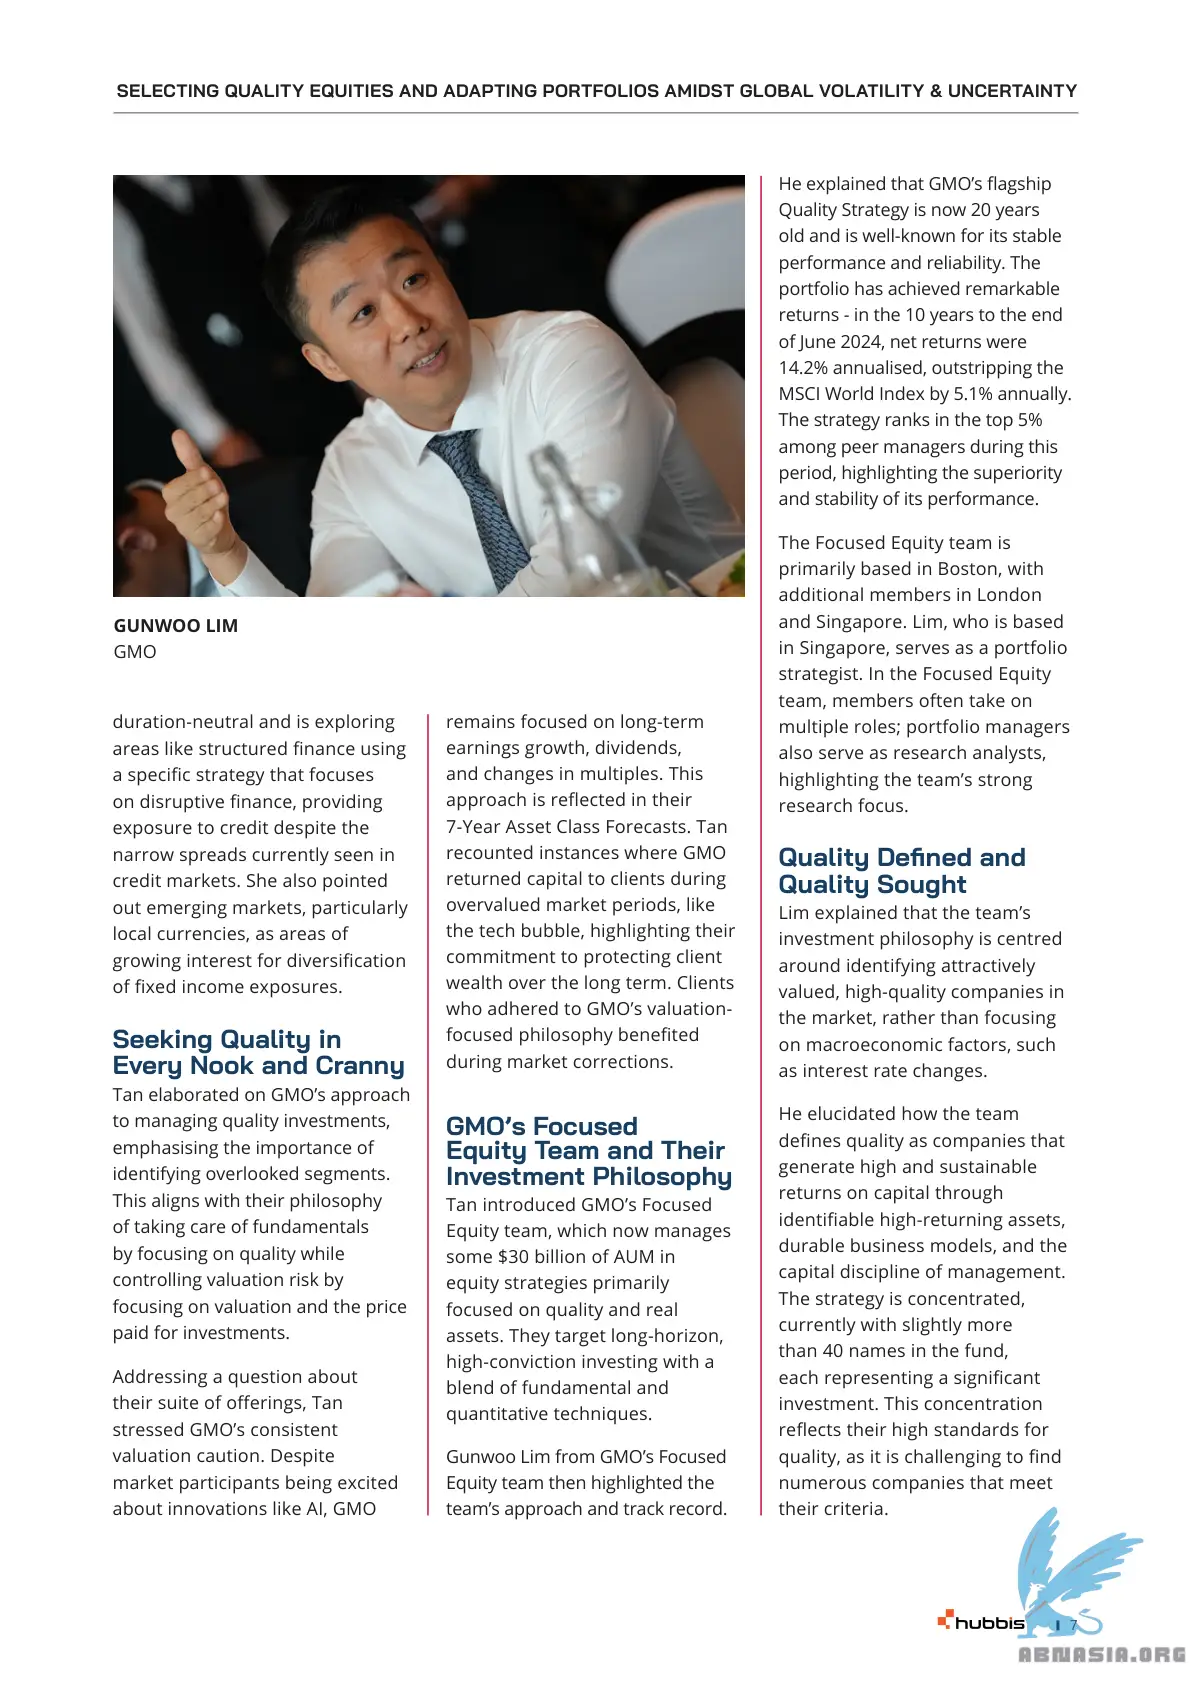 SELECTING QUALITY EQUITIES AND ADAPTING PORTFOLIOS AMIDST GLOBAL VOLATILITY & UNCERTAINTY
GUNWOO LIM
GMO
duration-neutral and is exploring
areas like structured finance using
a specific strategy that focuses
on disruptive finance, providing
exposure to credit despite the
narrow spreads currently seen in
credit markets. She also pointed
out emerging markets, particularly
local currencies, as areas of
growing interest for diversification
of fixed income exposures.
Seeking Quality in
Every Nook and Cranny
Tan elaborated on GMO’s approach
to managing quality investments,
emphasising the importance of
identifying overlooked segments.
This aligns with their philosophy
of taking care of fundamentals
by focusing on quality while
controlling valuation risk by
focusing on valuation and the price
paid for investments.
Addressing a question about
their suite of offerings, Tan
stressed GMO’s consistent
valuation caution. Despite
market participants being excited
about innovations like AI, GMO
remains focused on long-term
earnings growth, dividends,
and changes in multiples. This
approach is reflected in their
7-Year Asset Class Forecasts. Tan
recounted instances where GMO
returned capital to clients during
overvalued market periods, like
the tech bubble, highlighting their
commitment to protecting client
wealth over the long term. Clients
who adhered to GMO’s valuation-
focused philosophy benefited
during market corrections.
GMO’s Focused
Equity Team and Their
Investment Philosophy
Tan introduced GMO’s Focused
Equity team, which now manages
some $30 billion of AUM in
equity strategies primarily
focused on quality and real
assets. They target long-horizon,
high-conviction investing with a
blend of fundamental and
quantitative techniques.
Gunwoo Lim from GMO’s Focused
Equity team then highlighted the
team’s approach and track record.
He explained that GMO’s flagship
Quality Strategy is now 20 years
old and is well-known for its stable
performance and reliability. The
portfolio has achieved remarkable
returns - in the 10 years to the end
of June 2024, net returns were
14.2% annualised, outstripping the
MSCI World Index by 5.1% annually.
The strategy ranks in the top 5%
among peer managers during this
period, highlighting the superiority
and stability of its performance.
The Focused Equity team is
primarily based in Boston, with
additional members in London
and Singapore. Lim, who is based
in Singapore, serves as a portfolio
strategist. In the Focused Equity
team, members often take on
multiple roles; portfolio managers
also serve as research analysts,
highlighting the team’s strong
research focus.
Quality Defined and
Quality Sought
Lim explained that the team’s
investment philosophy is centred
around identifying attractively
valued, high-quality companies in
the market, rather than focusing
on macroeconomic factors, such
as interest rate changes.
He elucidated how the team
defines quality as companies that
generate high and sustainable
returns on capital through
identifiable high-returning assets,
durable business models, and the
capital discipline of management.
The strategy is concentrated,
currently with slightly more
than 40 names in the fund,
each representing a significant
investment. This concentration
reflects their high standards for
quality, as it is challenging to find
numerous companies that meet
their criteria.
hubbis 7
ABNASIA.ORG